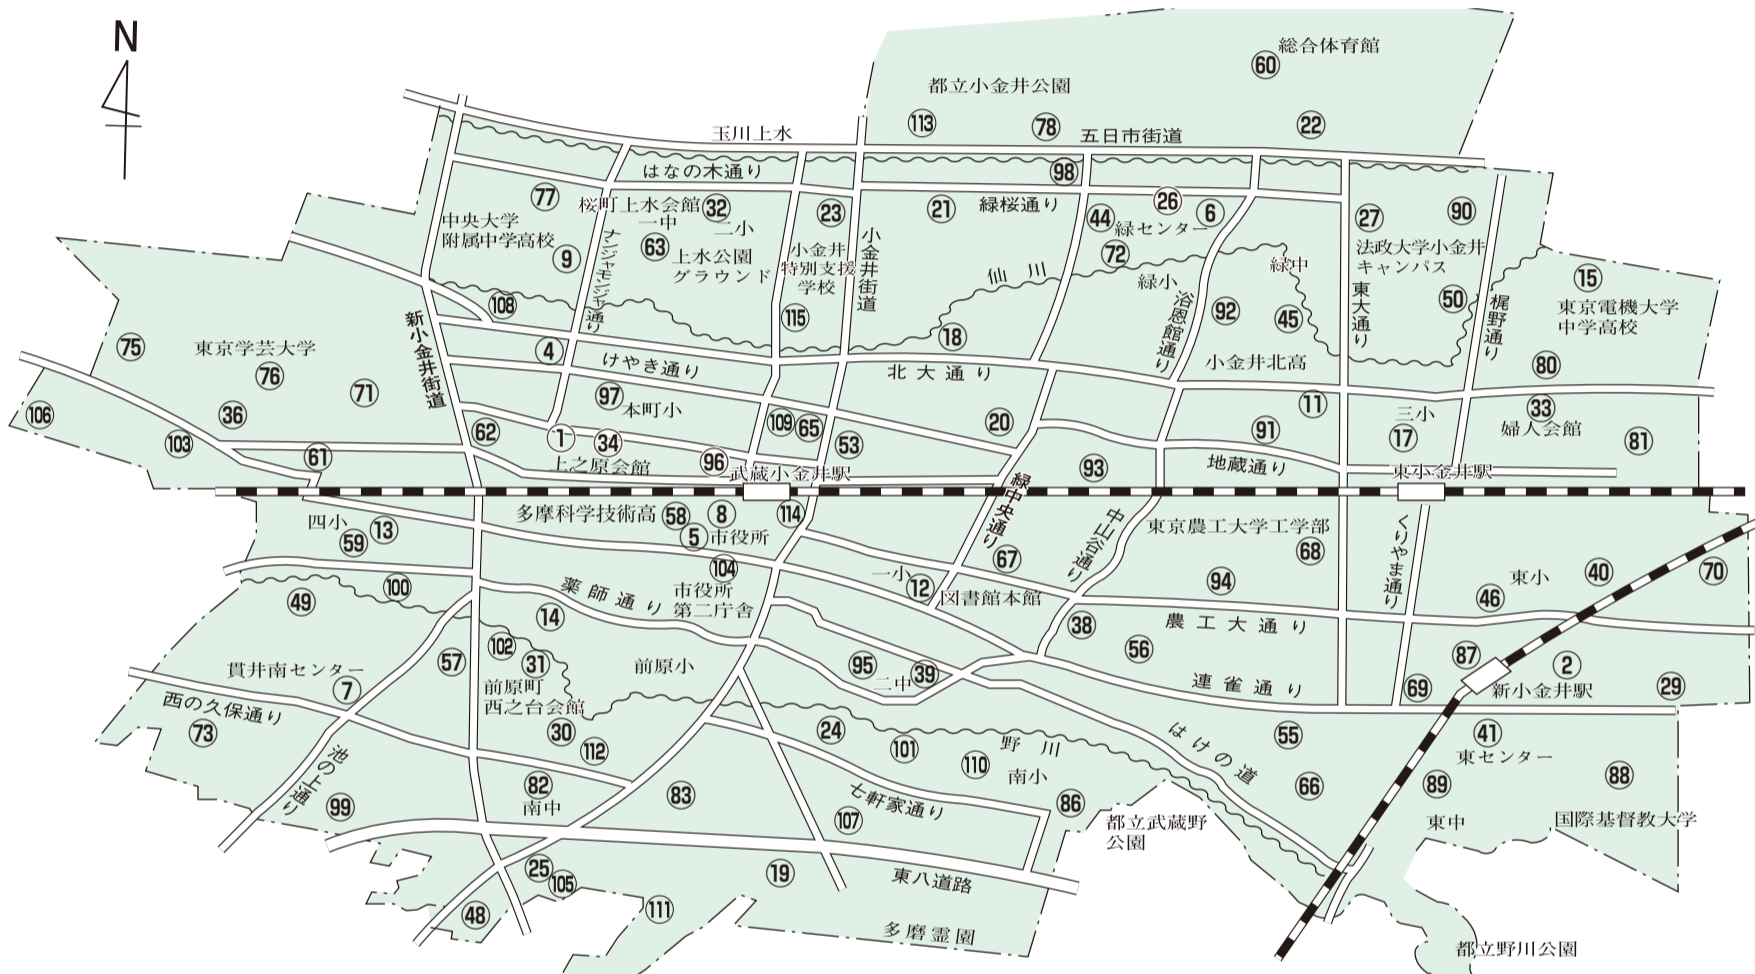 N
総合体育館
60
都立小金井公園
113
78
22
玉川上水
五日市街道
はなの木通り
98
77
桜町上水会館
32
一中
二小
23
21
緑桜通り
44
26
6
緑センター
27
90
中央大学
附属中学高校
9
ナンジャモンジャ通り
63
上水公園
グラウンド
小金井
特別支援
学校
小金井街道
仙川
72
緑小
緑中
法政大学小金井
キャンパス
50
15
東京電機大学
中学高校
108
115
18
浴恩館通り
92
45
東大通り
梶野通り
新小金井街道
75
東京学芸大学
76
71
4
けやき通り
北大通り
小金井北高
80
106
36
103
97
本町小
109
65
53
20
11
三小
17
33
婦人会館
81
62
1
34
上之原会館
96
61
武蔵小金井駅
93
91
地蔵通り
東小金井駅
緑中央通り
四小
13
59
多摩科学技術高
58
8
5
市役所
114
中山谷通り
東京農工大学工学部
68
くりやま通り
67
104
一小
12
図書館本館
94
東小
46
40
70
49
100
薬師通り
市役所
第二庁舎
14
38
56
農工大通り
102
31
57
前原小
95
二中
39
87
2
新小金井駅
29
貫井南センター
7
前原町
西之台会館
30
112
連雀通り
69
西の久保通り
73
24
101
野川
110
南小
はけの道
55
41
東センター
池の上通り
99
82
南中
83
七軒家通り
107
86
66
89
88
都立武蔵野
公園
東中
国際基督教大学
25
105
19
東八道路
48
111
多磨霊園
都立野川公園